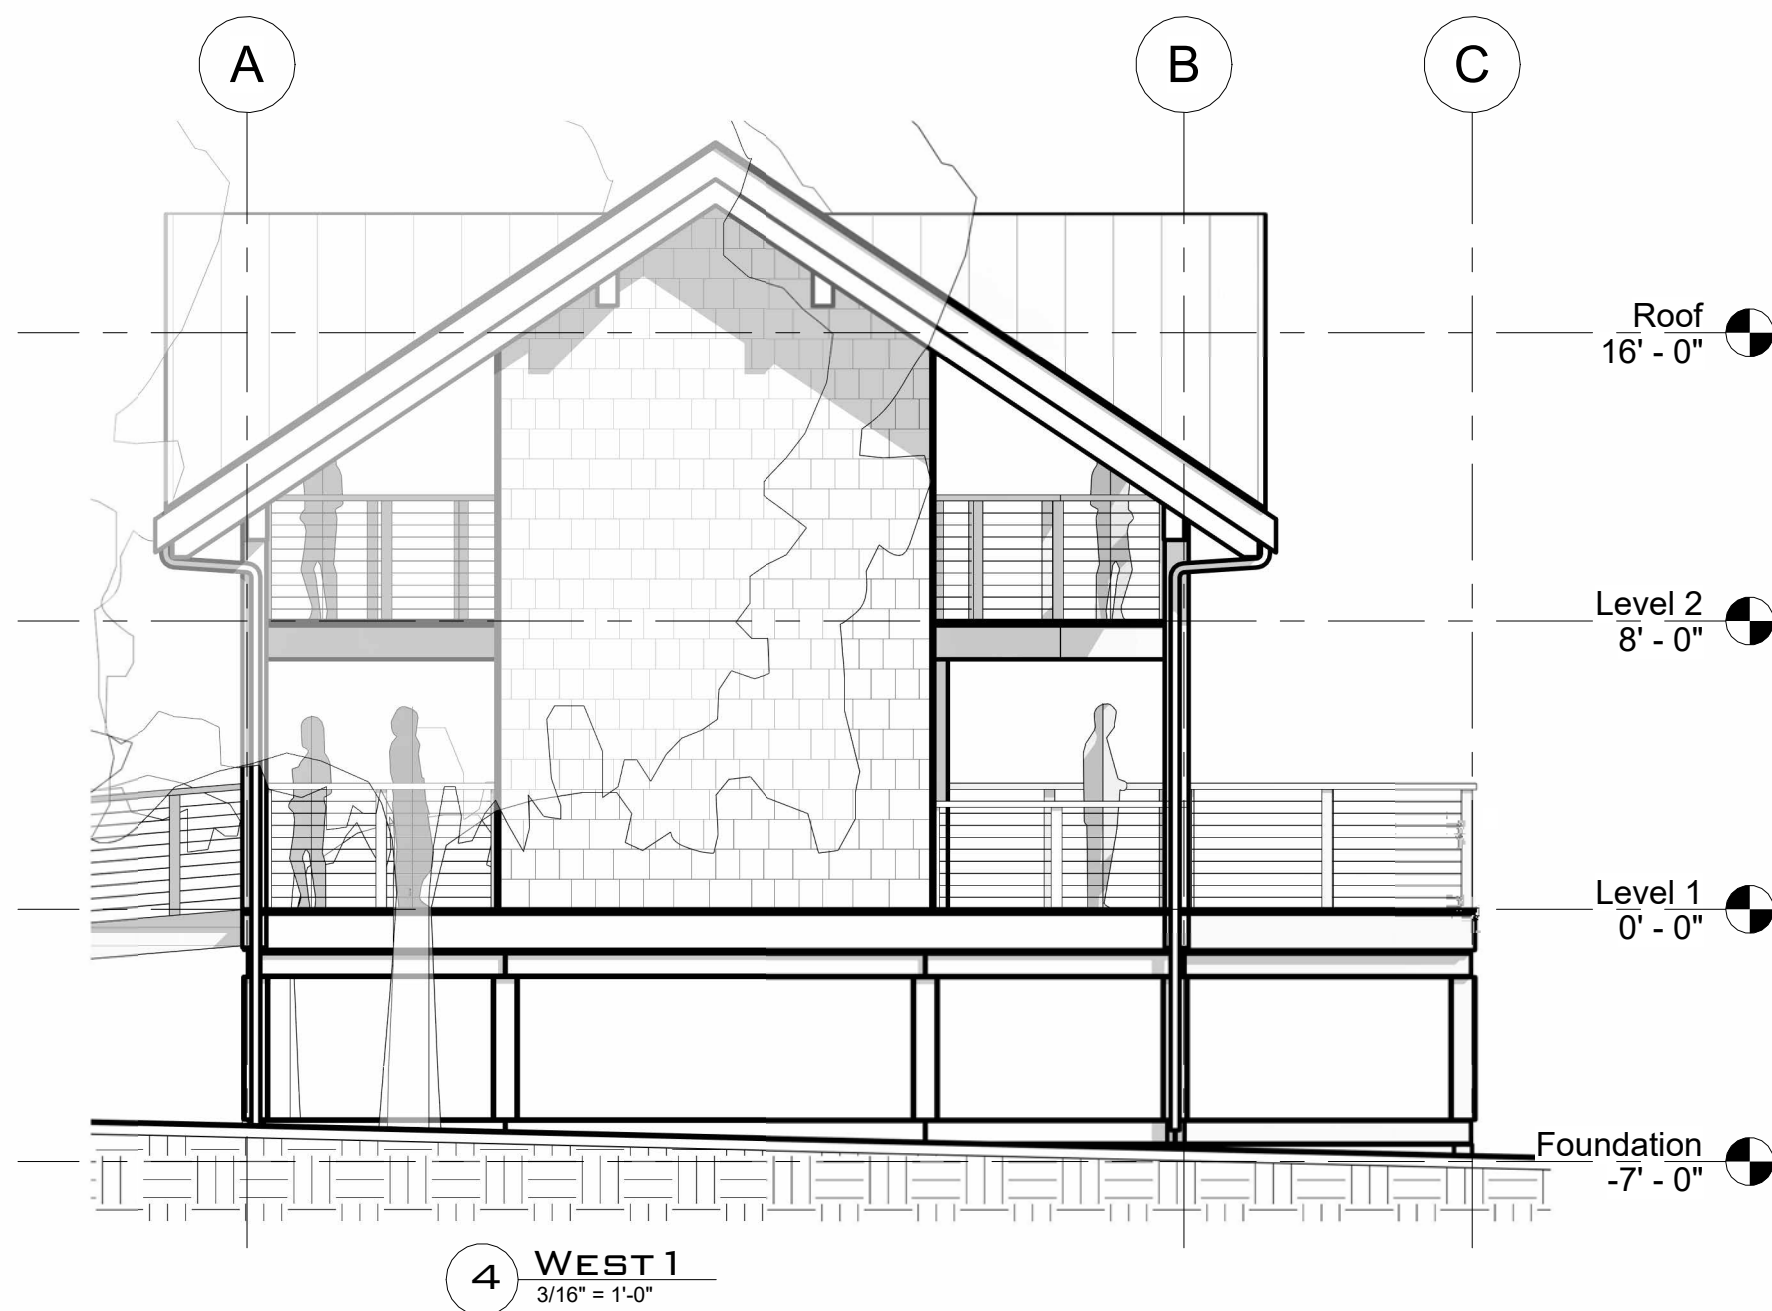 A
B
C
Roof
16' - 0"
Level 2
8' - 0"
Level 1
0' - 0"
Foundation
-7' - 0"
4
WEST 1
3/16" = 1'-0"